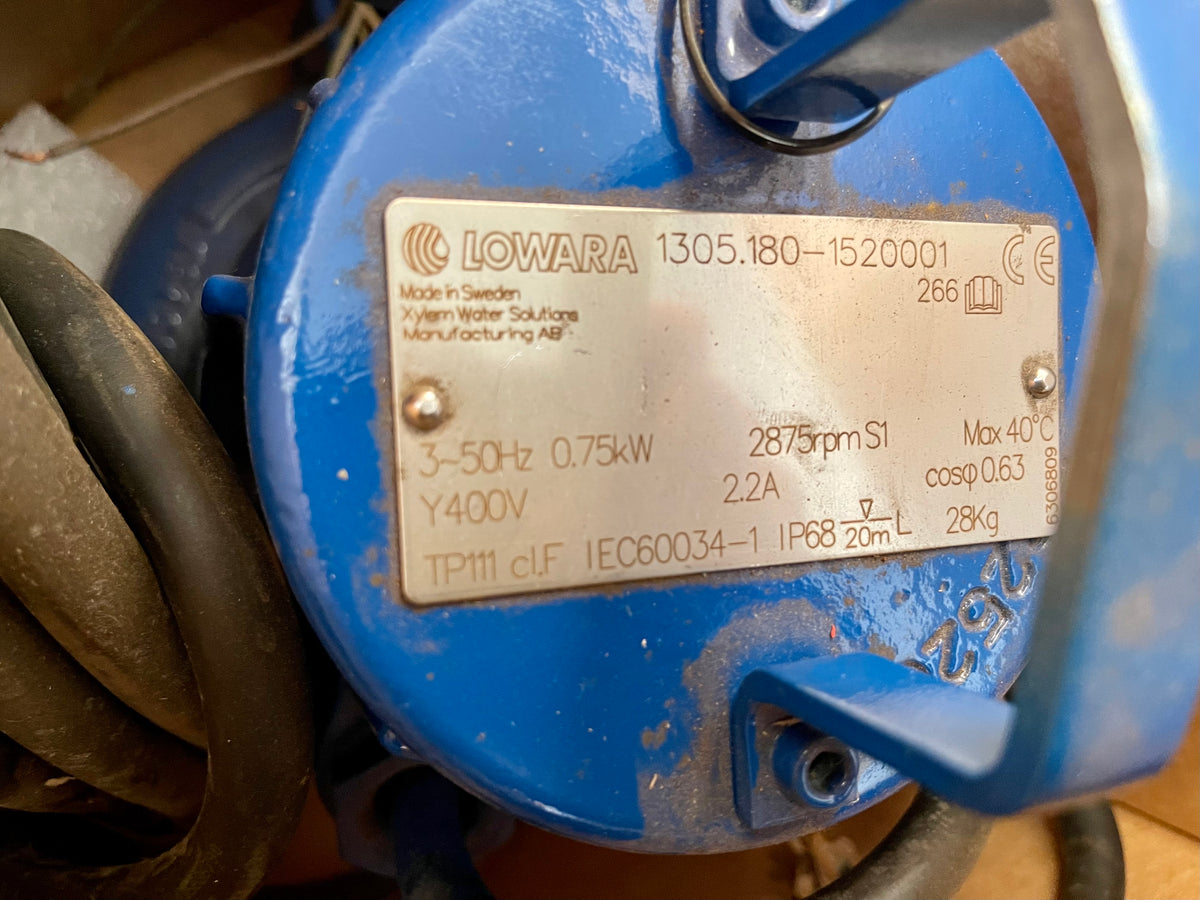 LOWARA 1305.180-1520001 CE
266
Made in Sweden
Xylem Water Solutions
Manufacturing AB
3~50Hz 0.75kW 2875rpm S1 Max 40°C
Y400V 2.2A cosφ 0.63
TP111 cl.F IEC60034-1 IP68 20m L 28Kg
6306809